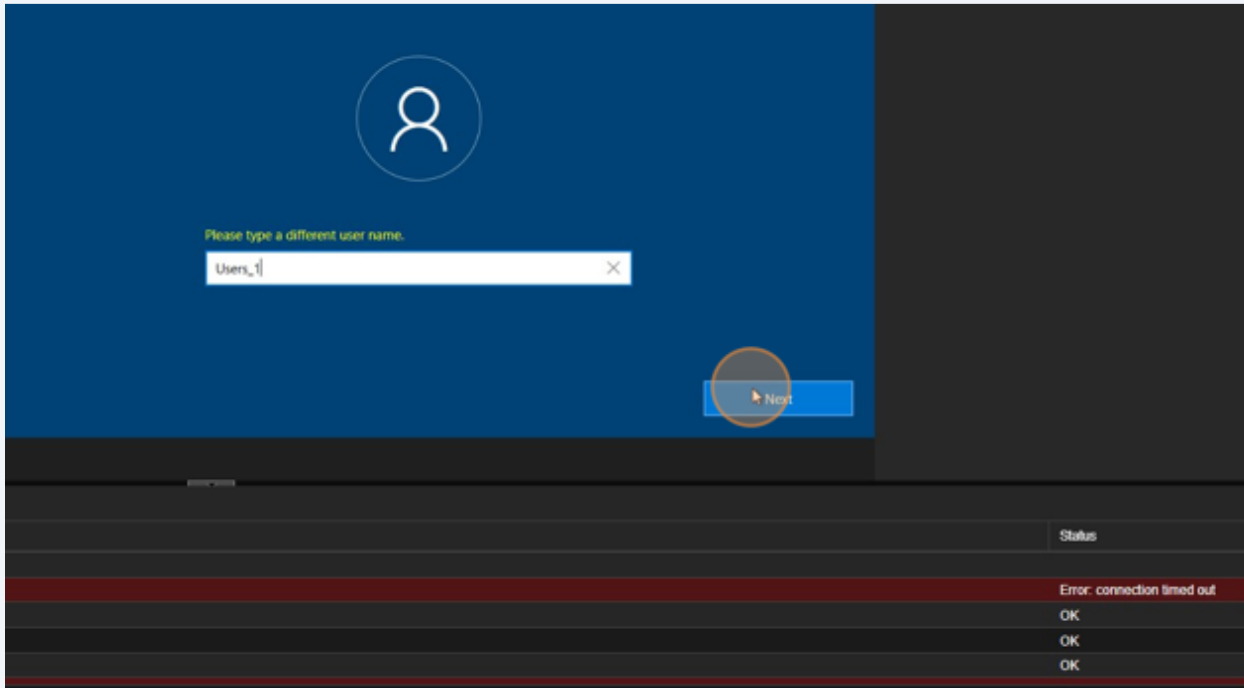 Please type a different user name.
Users_1
Next
Status
Error: connection timed out
OK
OK
OK